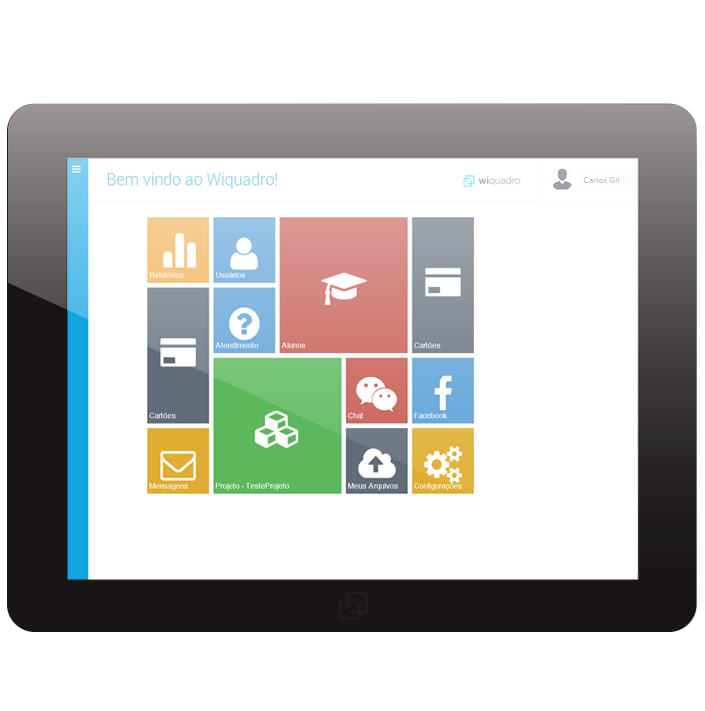 Bem vindo ao Wiquadro!
wiquadro
Carlos Gil
Relatórios
Usuários
Atendimento
Alunos
Cartões
Cartões
Chat
Facebook
Mensagens
Projeto - TesteProjeto
Meus Arquivos
Configurações